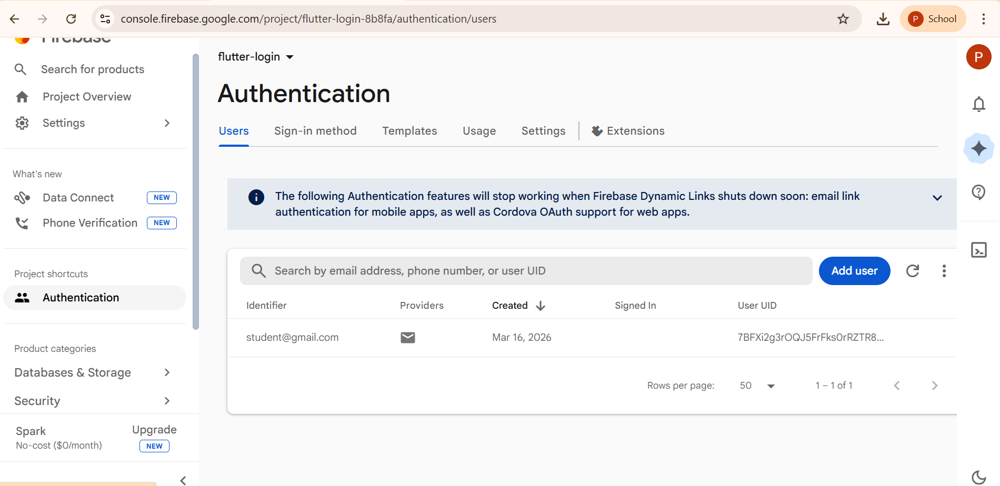 console.firebase.google.com/project/flutter-login-8b8fa/authentication/users
P School
Firebase
Search for products
Project Overview
Settings
What's new
Data Connect NEW
Phone Verification NEW
Project shortcuts
Authentication
Product categories
Databases & Storage
Security
Spark
No-cost ($0/month)
Upgrade
NEW
flutter-login
Authentication
Users Sign-in method Templates Usage Settings Extensions
The following Authentication features will stop working when Firebase Dynamic Links shuts down soon: email link
authentication for mobile apps, as well as Cordova OAuth support for web apps.
Search by email address, phone number, or user UID
Add user
Identifier Providers Created Signed In User UID
student@gmail.com Mar 16, 2026 7BFXi2g3rOQJ5FrFks0rRZTR8...
Rows per page: 50 1 – 1 of 1
P